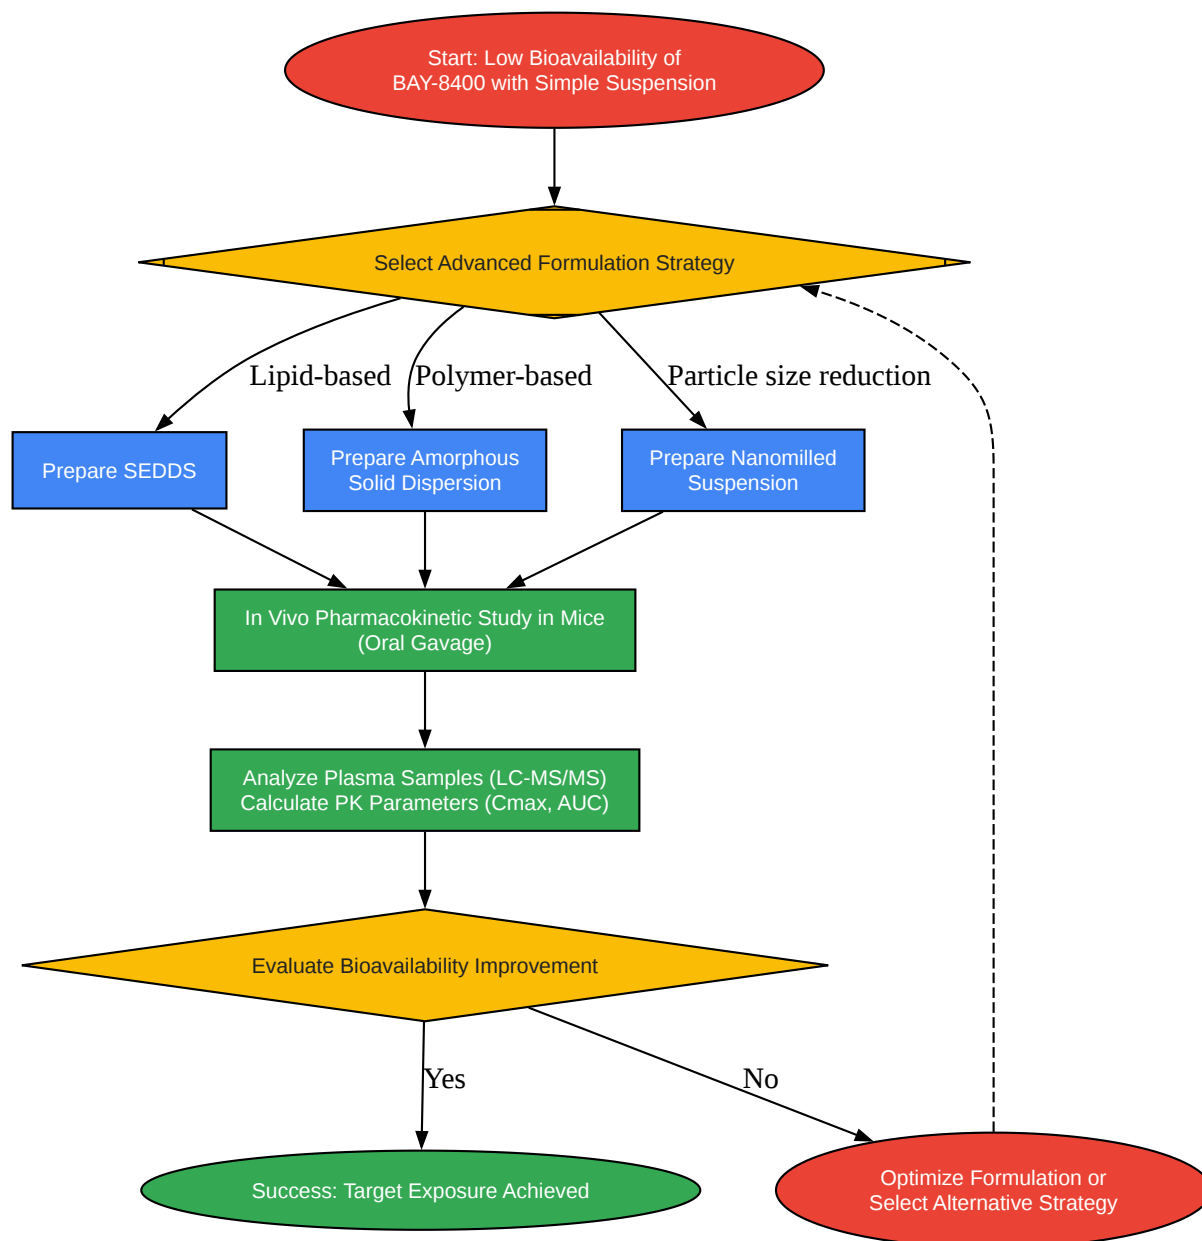 Start: Low Bioavailability of
BAY-8400 with Simple Suspension
Select Advanced Formulation Strategy
Lipid-based
Polymer-based
Particle size reduction
Prepare SEDDS
Prepare Amorphous
Solid Dispersion
Prepare Nanomilled
Suspension
In Vivo Pharmacokinetic Study in Mice
(Oral Gavage)
Analyze Plasma Samples (LC-MS/MS)
Calculate PK Parameters (Cmax, AUC)
Evaluate Bioavailability Improvement
Yes
No
Success: Target Exposure Achieved
Optimize Formulation or
Select Alternative Strategy